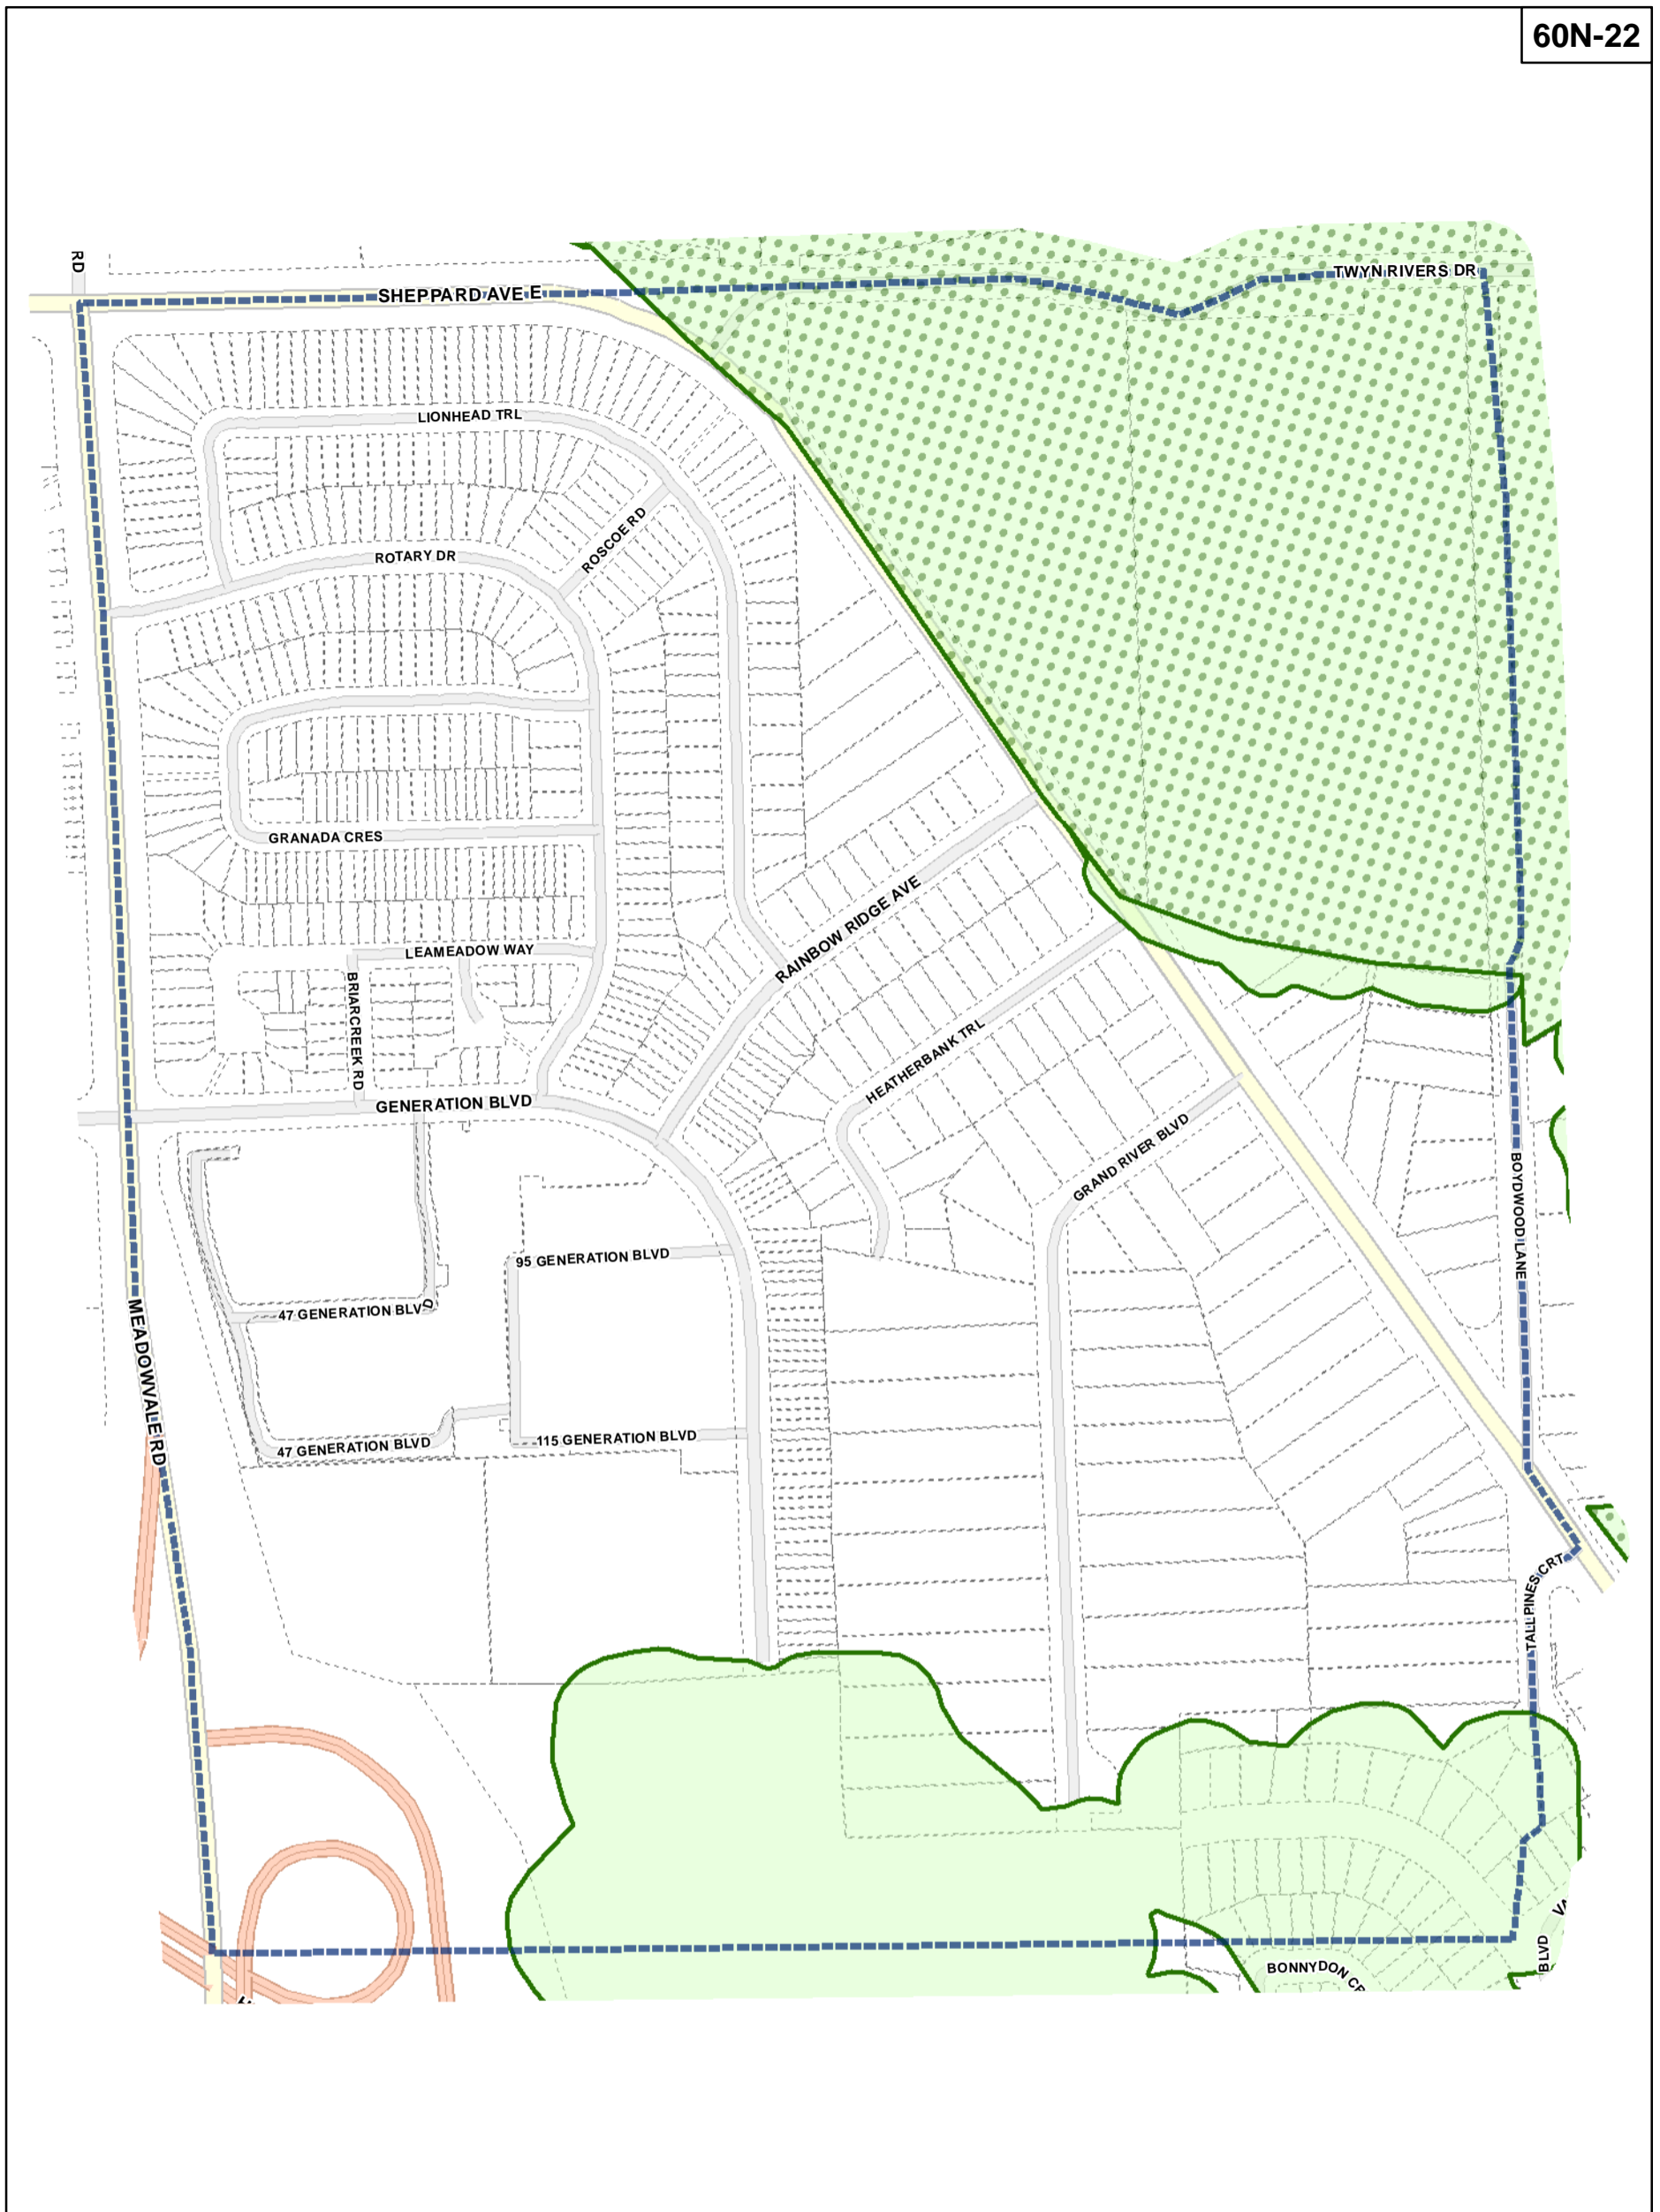 60N-22
RD
SHEPPARD AVE E
TWYN RIVERS DR
LIONHEAD TRL
ROSCOE RD
ROTARY DR
GRANADA CRES
RAINBOW RIDGE AVE
LEAMEADOW WAY
BRIARCREEK RD
HEATHERBANK TRL
GENERATION BLVD
GRAND RIVER BLVD
BOYDWOOD LANE
95 GENERATION BLVD
47 GENERATION BLVD
MEADOWVALE RD
115 GENERATION BLVD
47 GENERATION BLVD
TALL PINES CRT
BLVD
BONNYDON